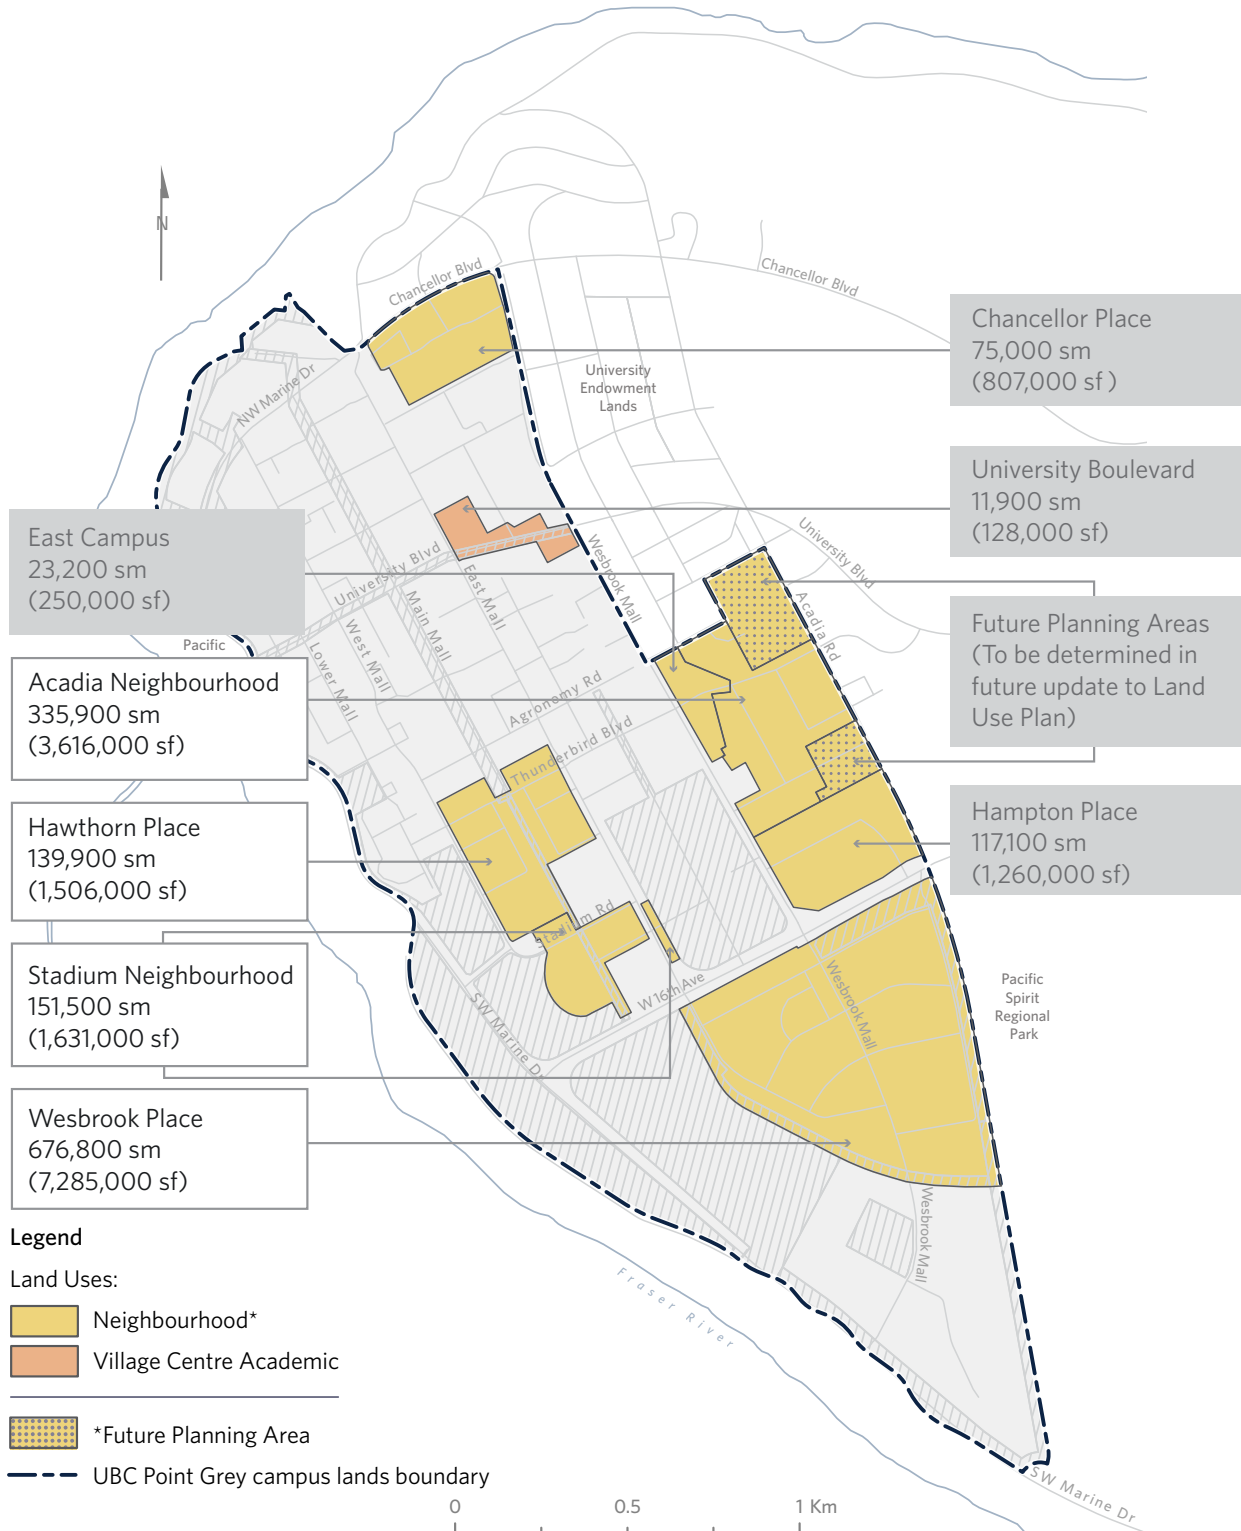 N
Chancellor Blvd
Chancellor Blvd
Chancellor Place
75,000 sm
(807,000 sf )
University
Endowment
Lands
NW Marine Dr
University Boulevard
11,900 sm
(128,000 sf)
East Campus
23,200 sm
(250,000 sf)
University Blvd
University Blvd
Wesbrook Mall
East Mall
Main Mall
West Mall
Lower Mall
Acadia Rd
Pacific
Future Planning Areas
(To be determined in
future update to Land
Use Plan)
Acadia Neighbourhood
335,900 sm
(3,616,000 sf)
Agronomy Rd
Thunderbird Blvd
Hawthorn Place
139,900 sm
(1,506,000 sf)
Hampton Place
117,100 sm
(1,260,000 sf)
Stadium Rd
Stadium Neighbourhood
151,500 sm
(1,631,000 sf)
W 16th Ave
SW Marine Dr
Wesbrook Mall
Pacific
Spirit
Regional
Park
Wesbrook Place
676,800 sm
(7,285,000 sf)
Wesbrook Mall
Fraser River
Legend
Land Uses:
Neighbourhood*
Village Centre Academic
*Future Planning Area
UBC Point Grey campus lands boundary
SW Marine Dr
0 0.5 1 Km